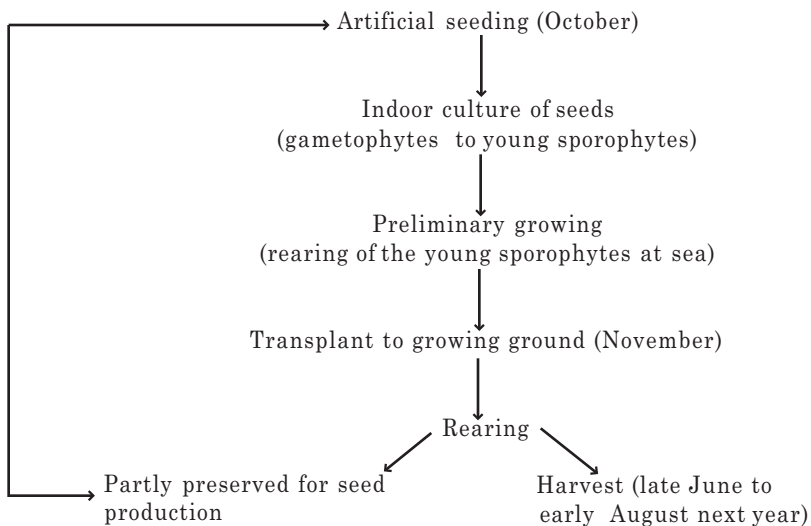 Artificial seeding (October)
Indoor culture of seeds
(gametophytes to young sporophytes)
Preliminary growing
(rearing of the young sporophytes at sea)
Transplant to growing ground (November)
Rearing
Partly preserved for seed
production
Harvest (late June to
early August next year)